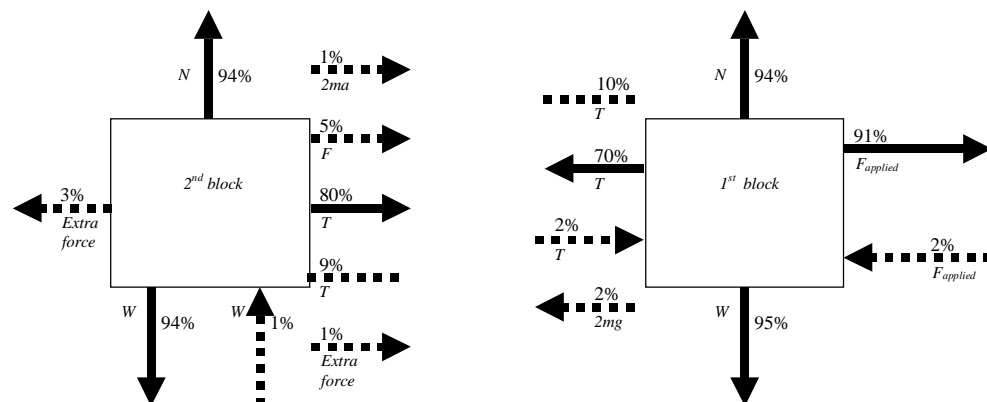 N
94%
1%
2ma
5%
F
2nd block
3%
Extra
force
80%
T
9%
T
W
94%
W
1%
1%
Extra
force
N
94%
10%
T
91%
Fapplied
70%
T
1st block
2%
T
2%
Fapplied
2%
2mg
W
95%